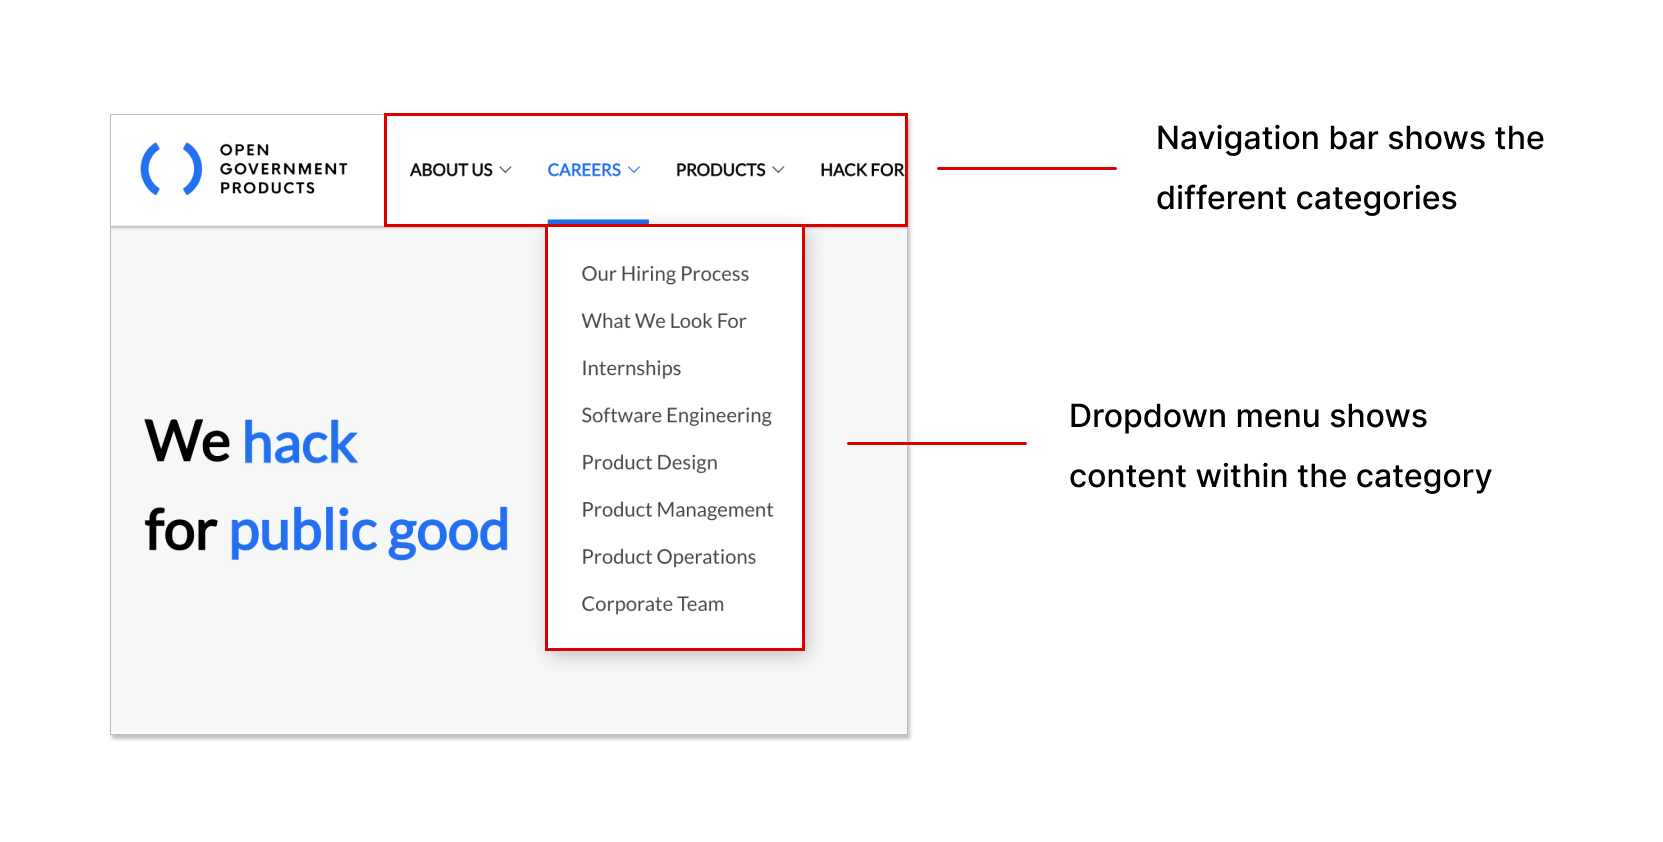 OPEN
GOVERNMENT
PRODUCTS
ABOUT US CAREERS PRODUCTS HACK FOR
Our Hiring Process
What We Look For
Internships
Software Engineering
Product Design
Product Management
Product Operations
Corporate Team
We hack
for public good
Navigation bar shows the
different categories
Dropdown menu shows
content within the category